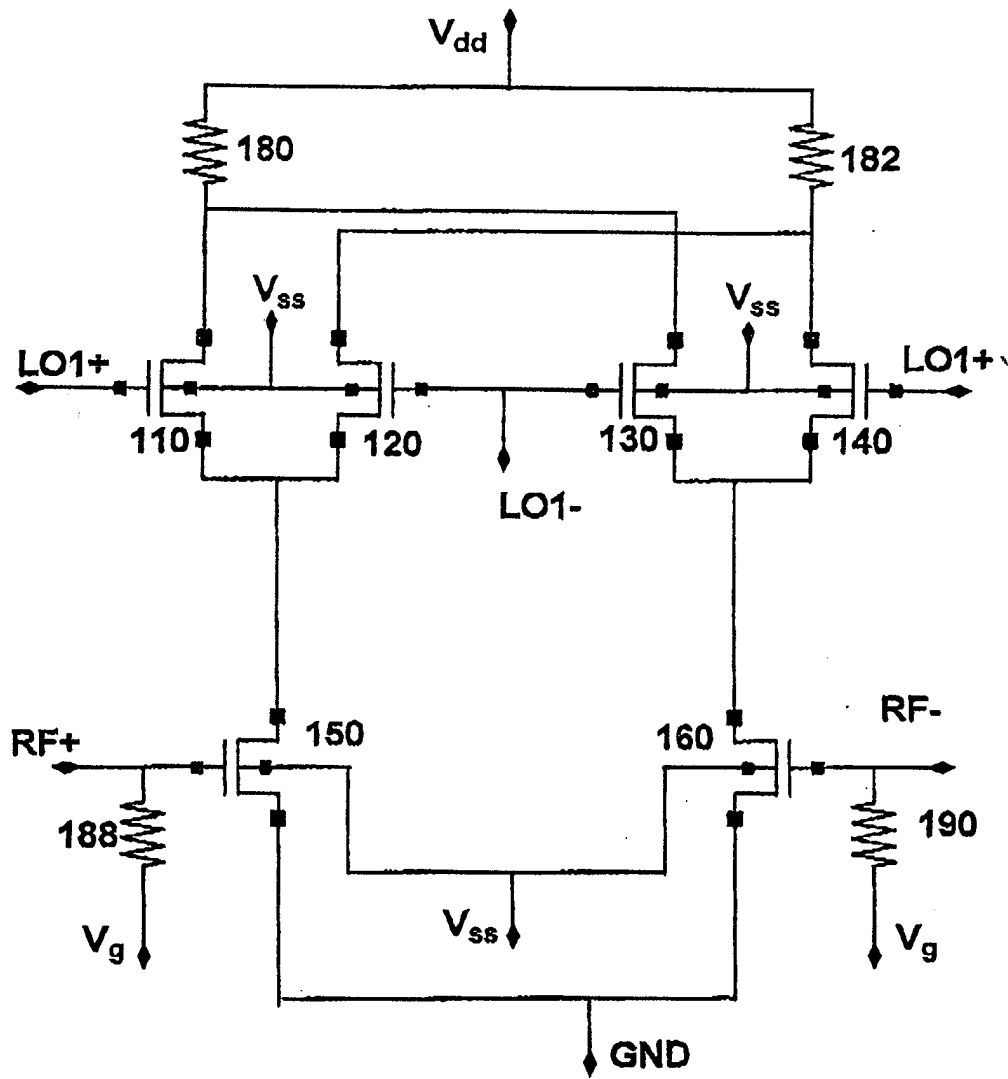 Vdd
180
182
Vss
Vss
LO1+
LO1+
110
120
130
140
LO1-
RF+
150
160
RF-
188
190
Vg
Vss
Vg
GND